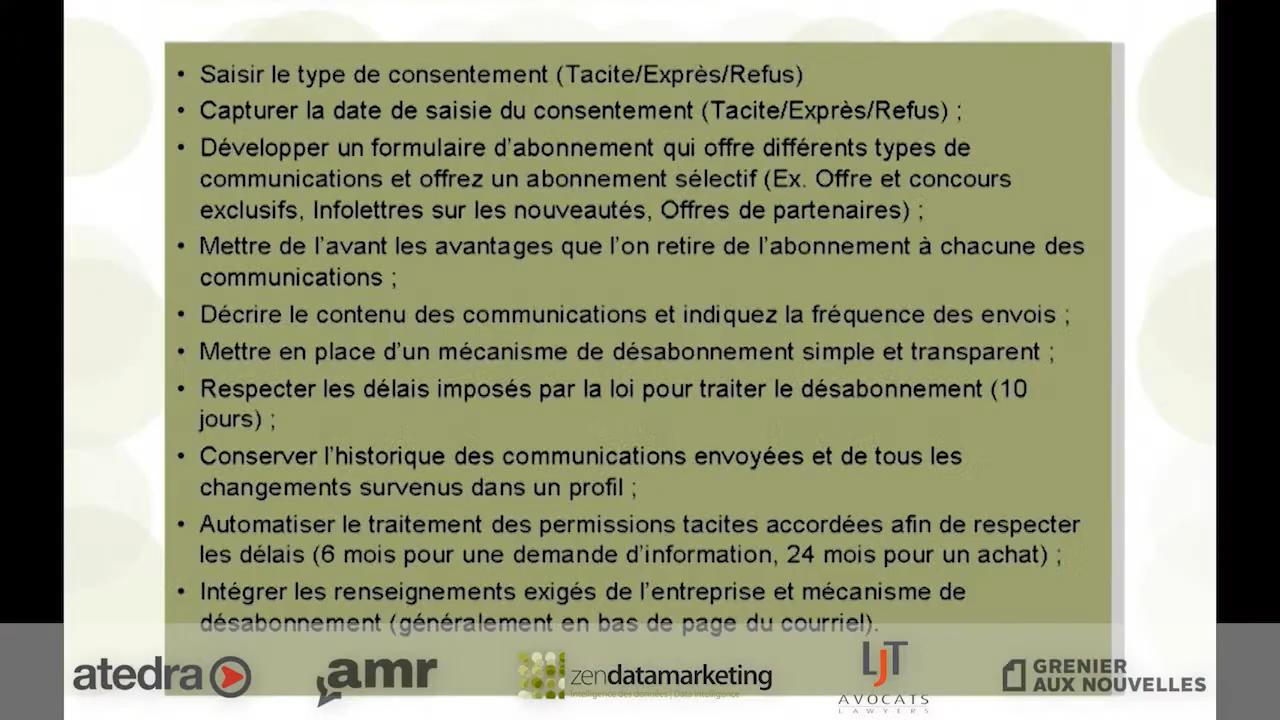 • Saisir le type de consentement (Tacite/Exprès/Refus)
• Capturer la date de saisie du consentement (Tacite/Exprès/Refus) ;
• Développer un formulaire d'abonnement qui offre différents types de
communications et offrez un abonnement sélectif (Ex. Offre et concours
exclusifs, Infolettres sur les nouveautés, Offres de partenaires) ;
• Mettre de l'avant les avantages que l'on retire de l'abonnement à chacune des
communications ;
• Décrire le contenu des communications et indiquez la fréquence des envois ;
• Mettre en place d'un mécanisme de désabonnement simple et transparent ;
• Respecter les délais imposés par la loi pour traiter le désabonnement (10
jours) ;
• Conserver l'historique des communications envoyées et de tous les
changements survenus dans un profil ;
• Automatiser le traitement des permissions tacites accordées afin de respecter
les délais (6 mois pour une demande d'information, 24 mois pour un achat) ;
• Intégrer les renseignements exigés de l'entreprise et mécanisme de
désabonnement (généralement en bas de page du courriel).
atedra
amr
zendatamarketing
Intelligence des données | Data Intelligence
LJT
AVOCATS
LAWYERS
GRENIER
AUX NOUVELLES